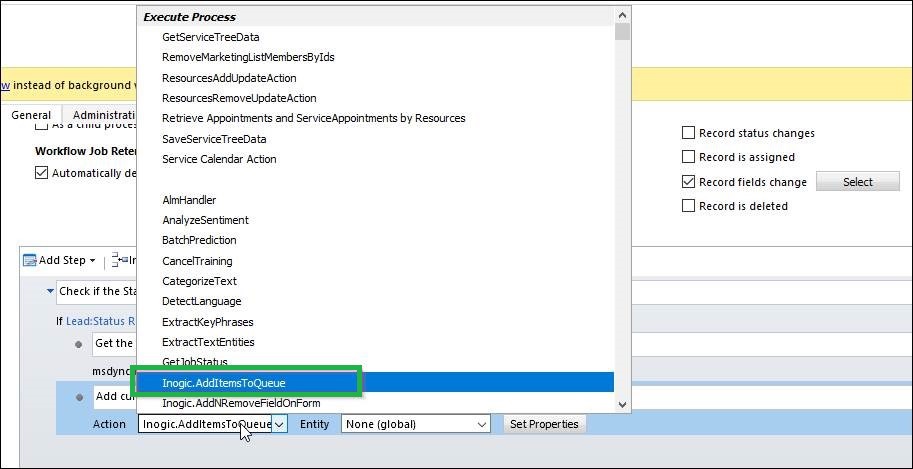 Execute Process
GetServiceTreeData
RemoveMarketingListMembersByIds
ResourcesAddUpdateAction
ResourcesRemoveUpdateAction
Retrieve Appointments and ServiceAppointments by Resources
SaveServiceTreeData
Service Calendar Action
AlmHandler
AnalyzeSentiment
BatchPrediction
CancelTraining
CategorizeText
DetectLanguage
ExtractKeyPhrases
ExtractTextEntities
GetJobStatus
Inogic.AddItemsToQueue
Inogic.AddNRemoveFieldOnForm
w instead of background w
General Administrati
As a child proces
Workflow Job Reten
Automatically de
Record status changes
Record is assigned
Record fields change Select
Record is deleted
Add Step In
Check if the Sta
If Lead:Status R
Get the
msdync
Add cur
Action Inogic.AddItemsToQueue Entity None (global) Set Properties